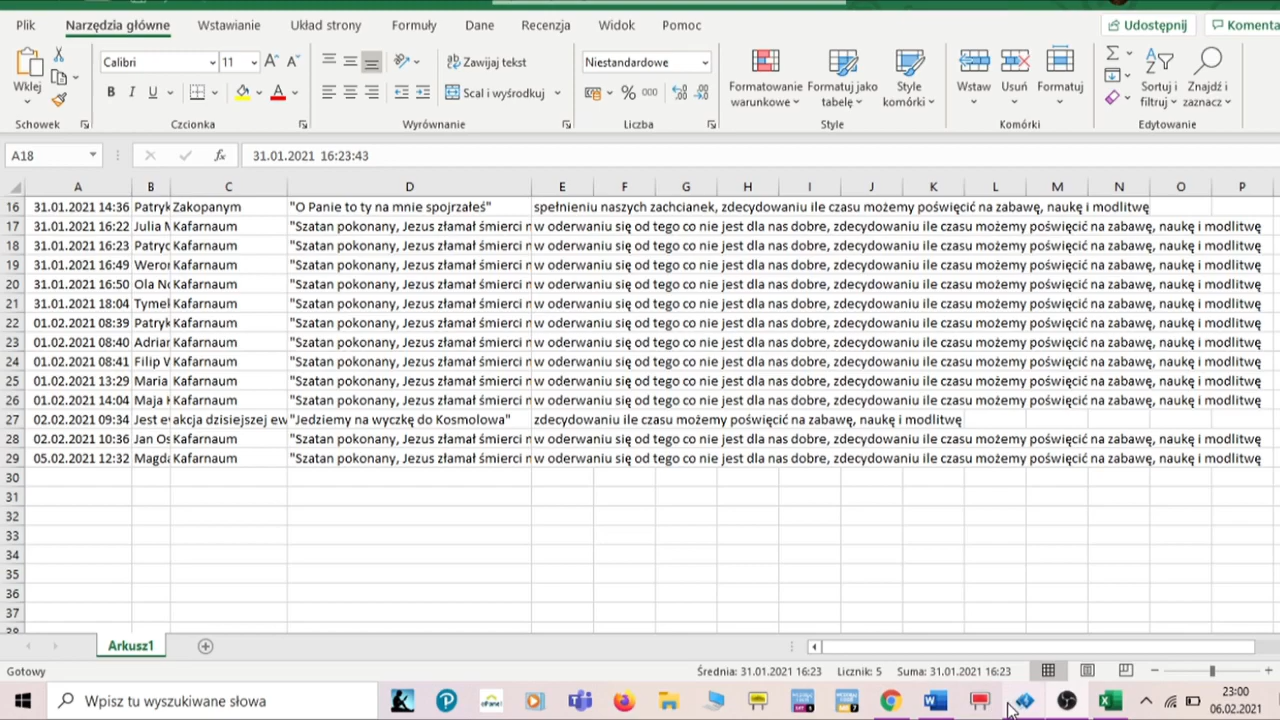 Plik Narzędzia główne Wstawianie Układ strony Formuły Dane Recenzja Widok Pomoc Udostępnij
Calibri 11 Zawijaj tekst Niestandardowe
Wklej Scal i wyśrodkuj % 000 Formatowanie warunkowe Formatuj jako tabelę Style komórki Wstaw Usuń Formatuj Sortuj i filtruj Znajdź i zaznacz
Schowek Czcionka Wyrównanie Liczba Style Komórki Edytowanie
A18 fx 31.01.2021 16:23:43
A B C D E F G H I J K L M N O P
16 31.01.2021 14:36 Patryk Zakopanym "O Panie to ty na mnie spojrzałeś" spełnieniu naszych zachcianek, zdecydowaniu ile czasu możemy poświęcić na zabawę, naukę i modlitwę
17 31.01.2021 16:22 Julia Kafarnaum "Szatan pokonany, Jezus złamał śmierci w oderwaniu się od tego co nie jest dla nas dobre, zdecydowaniu ile czasu możemy poświęcić na zabawę, naukę i modlitwę
18 31.01.2021 16:23 Patryc Kafarnaum "Szatan pokonany, Jezus złamał śmierci w oderwaniu się od tego co nie jest dla nas dobre, zdecydowaniu ile czasu możemy poświęcić na zabawę, naukę i modlitwę
19 31.01.2021 16:49 Weror Kafarnaum "Szatan pokonany, Jezus złamał śmierci w oderwaniu się od tego co nie jest dla nas dobre, zdecydowaniu ile czasu możemy poświęcić na zabawę, naukę i modlitwę
20 31.01.2021 16:50 Ola Kafarnaum "Szatan pokonany, Jezus złamał śmierci w oderwaniu się od tego co nie jest dla nas dobre, zdecydowaniu ile czasu możemy poświęcić na zabawę, naukę i modlitwę
21 31.01.2021 18:04 Tymel Kafarnaum "Szatan pokonany, Jezus złamał śmierci w oderwaniu się od tego co nie jest dla nas dobre, zdecydowaniu ile czasu możemy poświęcić na zabawę, naukę i modlitwę
22 01.02.2021 08:39 Patryk Kafarnaum "Szatan pokonany, Jezus złamał śmierci w oderwaniu się od tego co nie jest dla nas dobre, zdecydowaniu ile czasu możemy poświęcić na zabawę, naukę i modlitwę
23 01.02.2021 08:40 Adrian Kafarnaum "Szatan pokonany, Jezus złamał śmierci w oderwaniu się od tego co nie jest dla nas dobre, zdecydowaniu ile czasu możemy poświęcić na zabawę, naukę i modlitwę
24 01.02.2021 08:41 Filip Kafarnaum "Szatan pokonany, Jezus złamał śmierci w oderwaniu się od tego co nie jest dla nas dobre, zdecydowaniu ile czasu możemy poświęcić na zabawę, naukę i modlitwę
25 01.02.2021 13:29 Maria Kafarnaum "Szatan pokonany, Jezus złamał śmierci w oderwaniu się od tego co nie jest dla nas dobre, zdecydowaniu ile czasu możemy poświęcić na zabawę, naukę i modlitwę
26 01.02.2021 14:04 Maja Kafarnaum "Szatan pokonany, Jezus złamał śmierci w oderwaniu się od tego co nie jest dla nas dobre, zdecydowaniu ile czasu możemy poświęcić na zabawę, naukę i modlitwę
27 02.02.2021 09:34 Jest akcja dzisiejszej "Jedziemy na wyczkę do Kosmolowa" zdecydowaniu ile czasu możemy poświęcić na zabawę, naukę i modlitwę
28 02.02.2021 10:36 Jan Kafarnaum "Szatan pokonany, Jezus złamał śmierci w oderwaniu się od tego co nie jest dla nas dobre, zdecydowaniu ile czasu możemy poświęcić na zabawę, naukę i modlitwę
29 05.02.2021 12:32 Magda Kafarnaum "Szatan pokonany, Jezus złamał śmierci w oderwaniu się od tego co nie jest dla nas dobre, zdecydowaniu ile czasu możemy poświęcić na zabawę, naukę i modlitwę
30
31
32
33
34
35
36
37
Arkusz1
Gotowy Średnia: 31.01.2021 16:23 Licznik: 5 Suma: 31.01.2021 16:23
Wpisz tu wyszukiwane słowa 23:00
06.02.2021